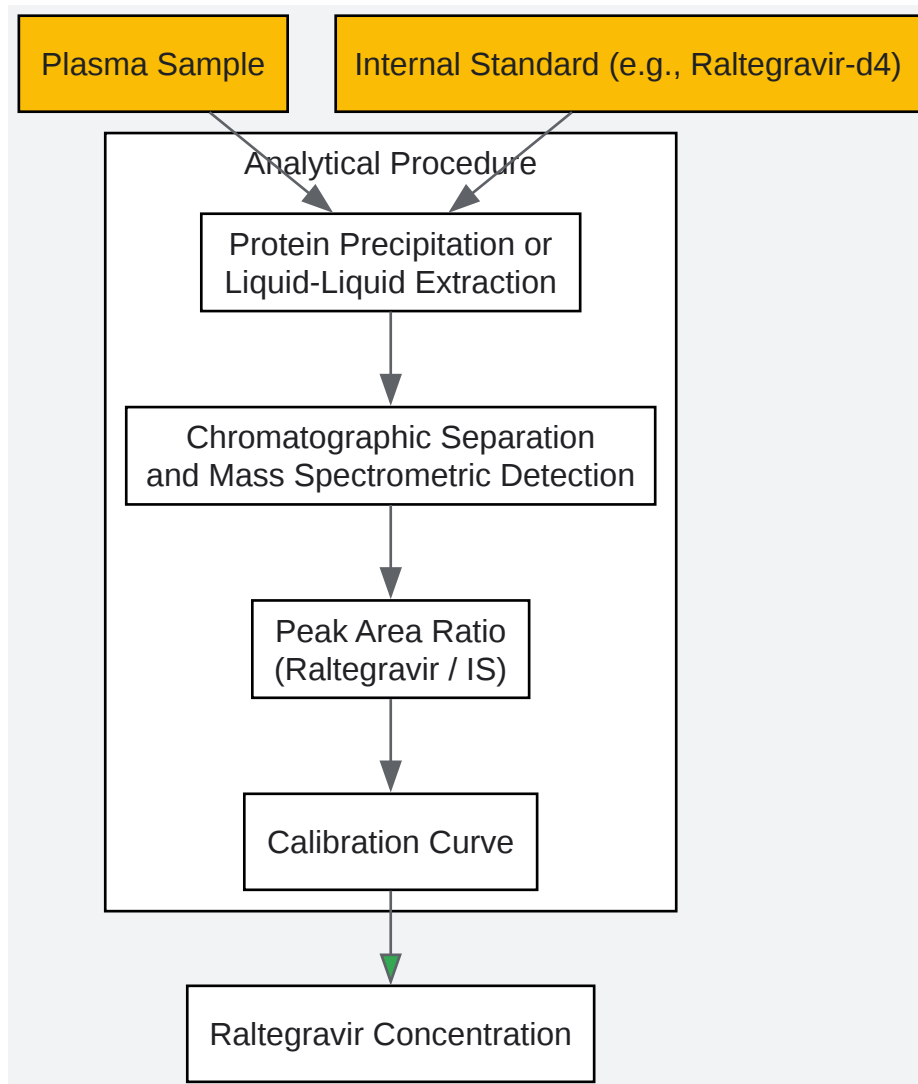 Plasma Sample
Internal Standard (e.g., Raltegravir-d4)
Analytical Procedure
Protein Precipitation or
Liquid-Liquid Extraction
Chromatographic Separation
and Mass Spectrometric Detection
Peak Area Ratio
(Raltegravir / IS)
Calibration Curve
Raltegravir Concentration